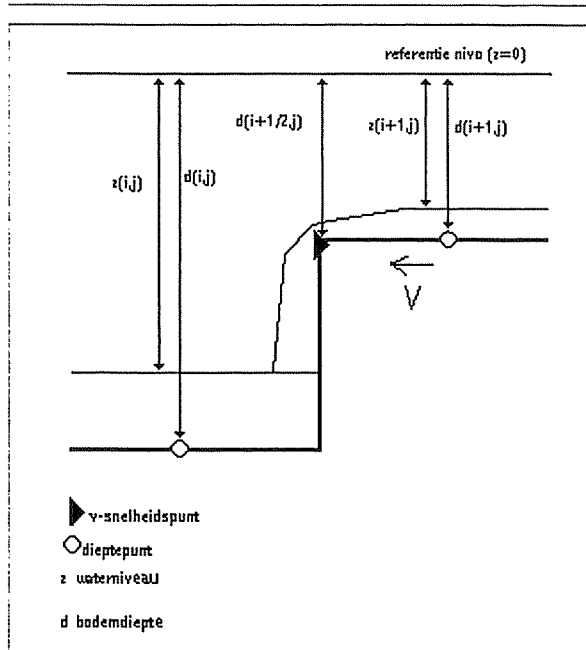 referentie nivo (z=0)
d(i+1/2,j)
z(i+1,j)
d(i+1,j)
z(i,j)
d(i,j)
V
v-snelheidspunt
dieptepunt
z waterniveau
d bodemdiepte